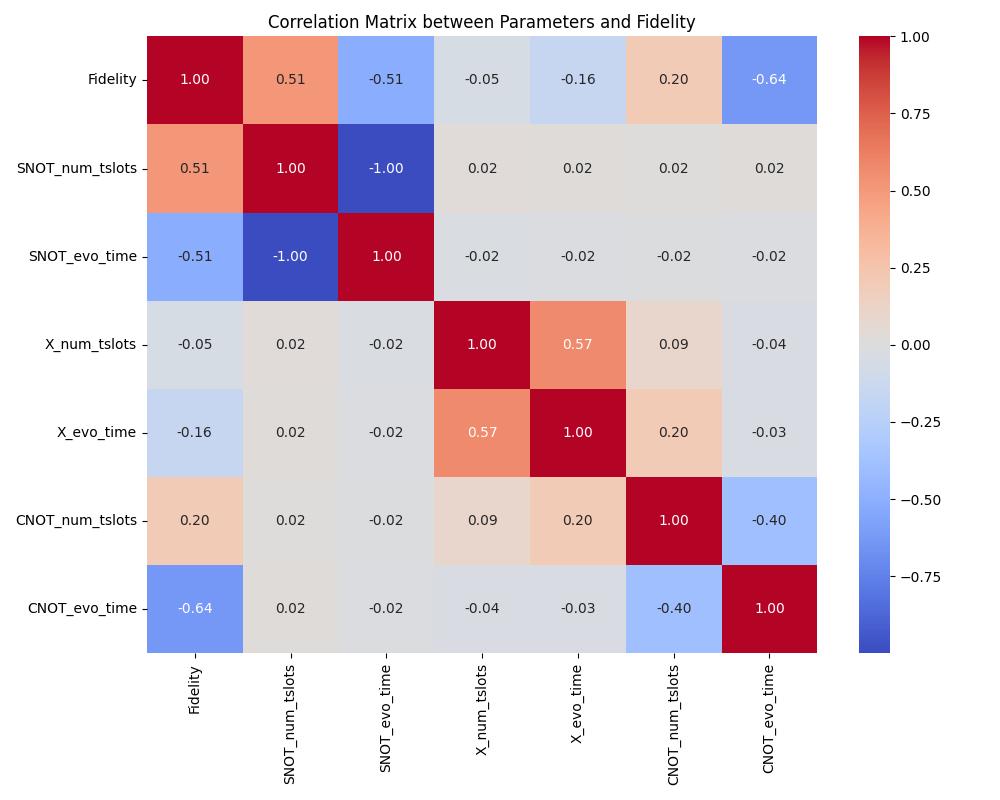 Correlation Matrix between Parameters and Fidelity
Fidelity 1.00 0.51 -0.51 -0.05 -0.16 0.20 -0.64
SNOT_num_tslots 0.51 1.00 -1.00 0.02 0.02 0.02 0.02
SNOT_evo_time -0.51 -1.00 1.00 -0.02 -0.02 -0.02 -0.02
X_num_tslots -0.05 0.02 -0.02 1.00 0.57 0.09 -0.04
X_evo_time -0.16 0.02 -0.02 0.57 1.00 0.20 -0.03
CNOT_num_tslots 0.20 0.02 -0.02 0.09 0.20 1.00 -0.40
CNOT_evo_time -0.64 0.02 -0.02 -0.04 -0.03 -0.40 1.00
Fidelity
SNOT_num_tslots
SNOT_evo_time
X_num_tslots
X_evo_time
CNOT_num_tslots
CNOT_evo_time
1.00
0.75
0.50
0.25
0.00
−0.25
−0.50
−0.75